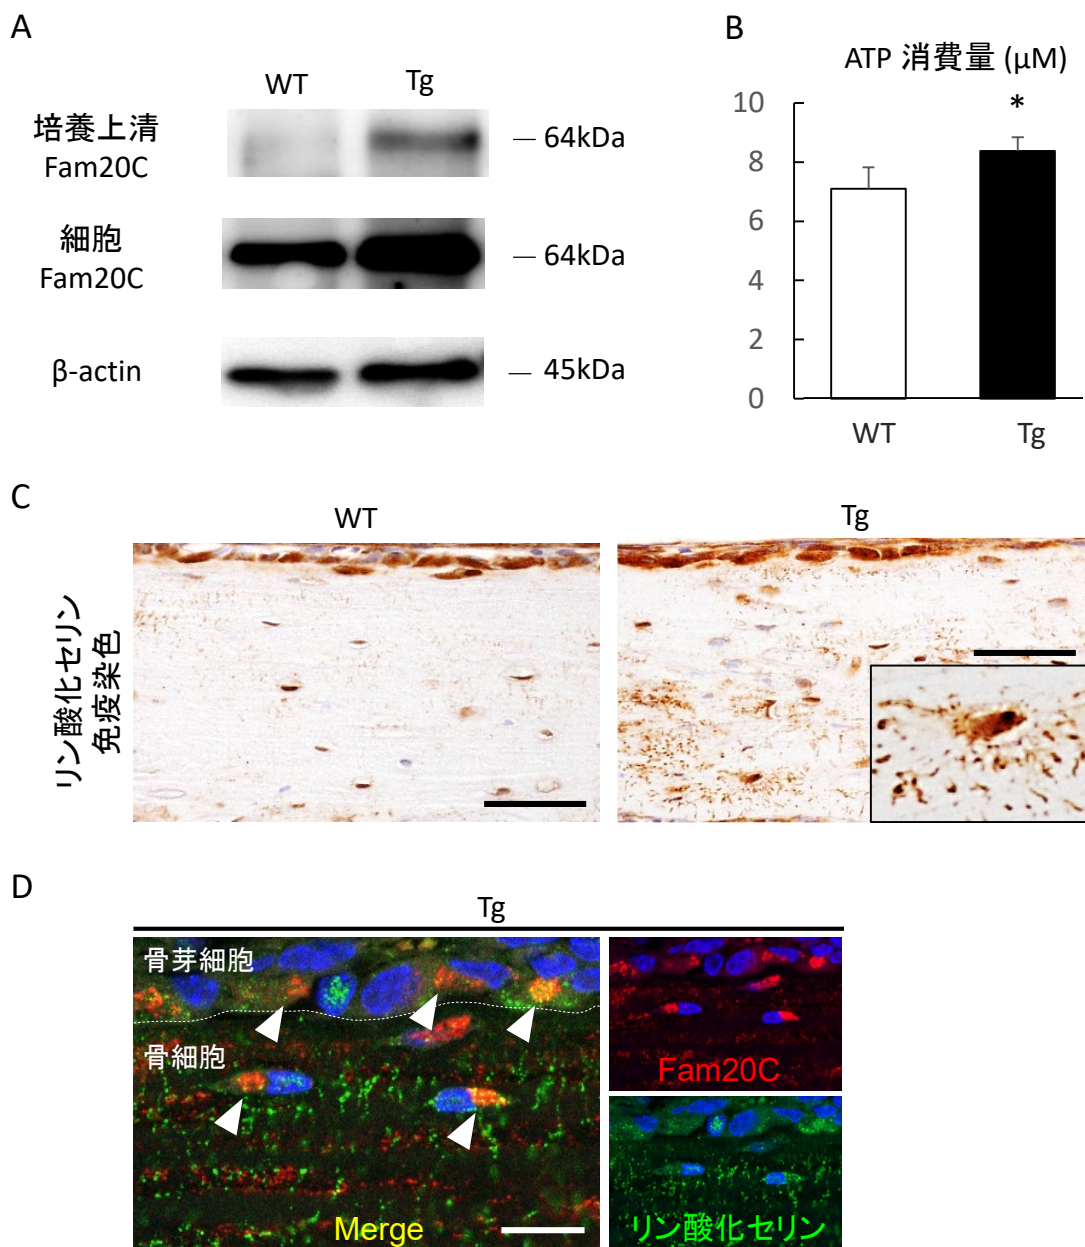 A
WT Tg
培養上清
Fam20C
— 64kDa
細胞
Fam20C
— 64kDa
β-actin
— 45kDa
B
ATP 消費量 (μM)
*
10
8
6
4
2
0
WT Tg
C
WT Tg
リン酸化セリン
免疫染色
D
Tg
骨芽細胞
骨細胞
Merge
Fam20C
リン酸化セリン